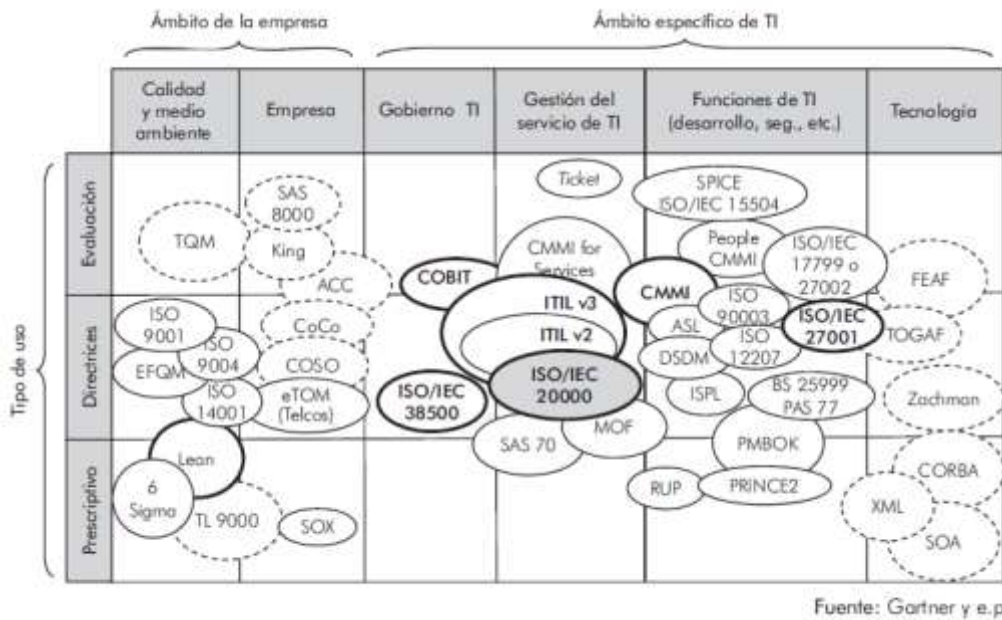 Ámbito de la empresa
Ámbito específico de TI
Calidad
y medio
ambiente
Empresa
Gobierno TI
Gestión del
servicio de TI
Funciones de TI
(desarrollo, seg., etc.)
Tecnología
Tipo de uso
Evaluación
Directrices
Prescriptivo
Ticket
SPICE
ISO/IEC 15504
SAS
8000
TQM
King
ACC
COBIT
CMMI for
Services
People
CMMI
ISO/IEC
17799 o
27002
FEAF
CMMI
ITIL v3
ITIL v2
ISO
9001
ISO
9004
EFQM
ISO
14001
CoCo
COSO
eTOM
(Telcos)
ISO/IEC
38500
ISO/IEC
20000
ASL
ISO
90003
ISO/IEC
27001
DSDM
ISO
12207
ISPL
BS 25999
PAS 77
TOGAF
Zachman
Lean
6
Sigma
TL 9000
SOX
SAS 70
MOF
PMBOK
RUP
PRINCE2
CORBA
XML
SOA
Fuente: Gartner y e.p